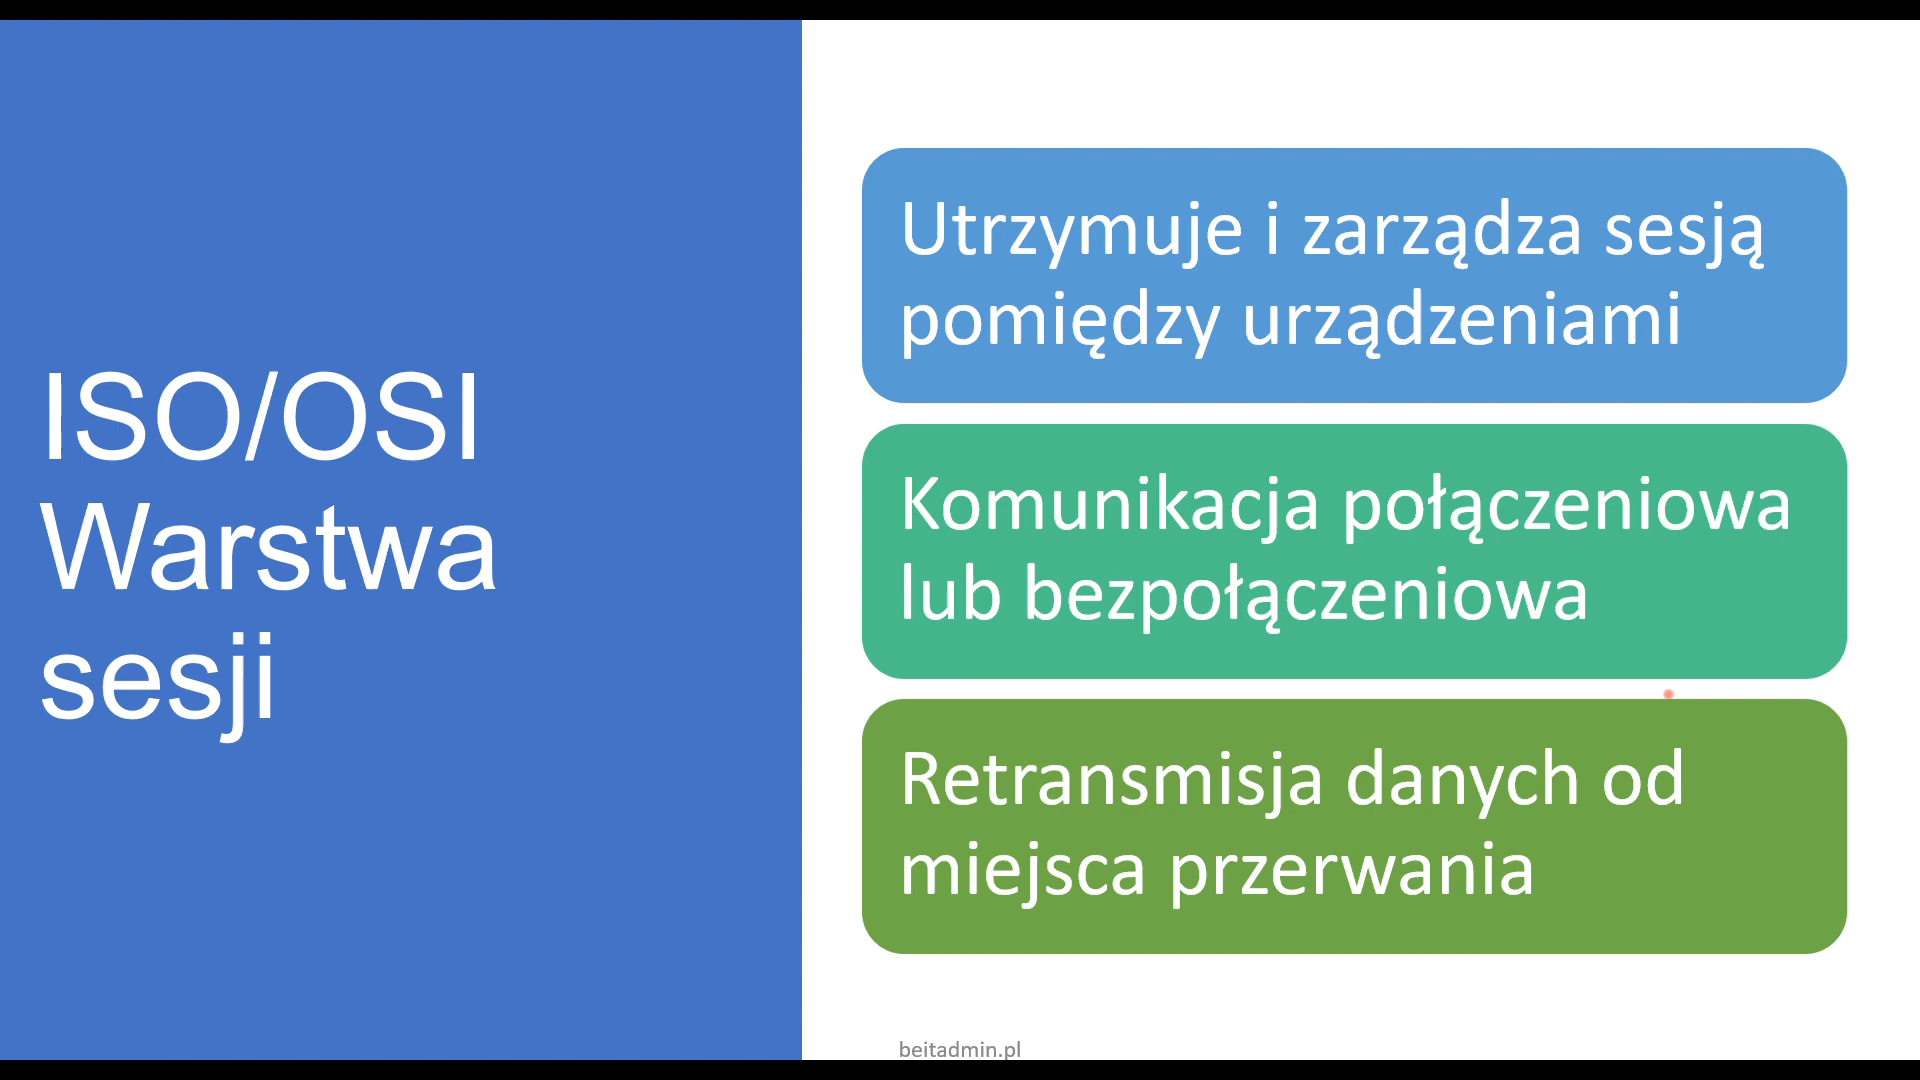 ISO/OSI
Warstwa
sesji
Utrzymuje i zarządza sesją
pomiędzy urządzeniami
Komunikacja połączeniowa
lub bezpołączeniowa
Retransmisja danych od
miejsca przerwania
beitadmin.pl